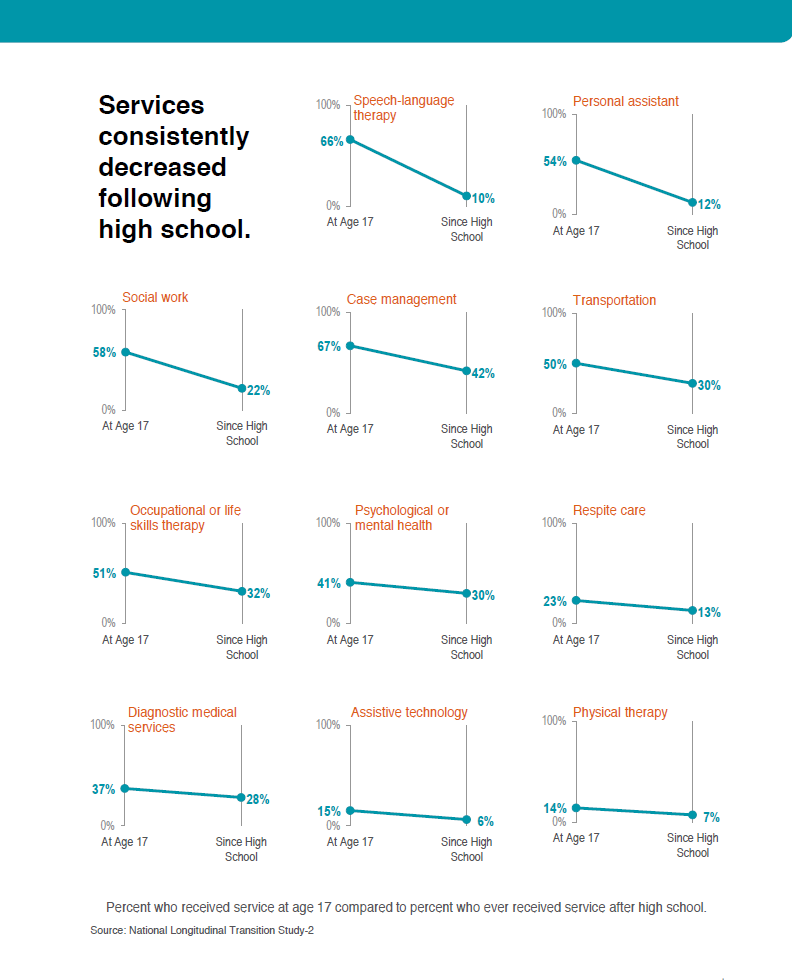 Services
consistently
decreased
following
high school.
Speech-language
therapy
100%
66%
10%
0%
At Age 17
Since High
School
Personal assistant
100%
54%
12%
0%
At Age 17
Since High
School
Social work
100%
58%
22%
0%
At Age 17
Since High
School
Case management
100%
67%
42%
0%
At Age 17
Since High
School
Transportation
100%
50%
30%
0%
At Age 17
Since High
School
Occupational or life
skills therapy
100%
51%
32%
0%
At Age 17
Since High
School
Psychological or
mental health
100%
41%
30%
0%
At Age 17
Since High
School
Respite care
100%
23%
13%
0%
At Age 17
Since High
School
Diagnostic medical
services
100%
37%
28%
0%
At Age 17
Since High
School
Assistive technology
100%
15%
6%
0%
At Age 17
Since High
School
Physical therapy
100%
14%
7%
0%
At Age 17
Since High
School
Percent who received service at age 17 compared to percent who ever received service after high school.
Source: National Longitudinal Transition Study-2